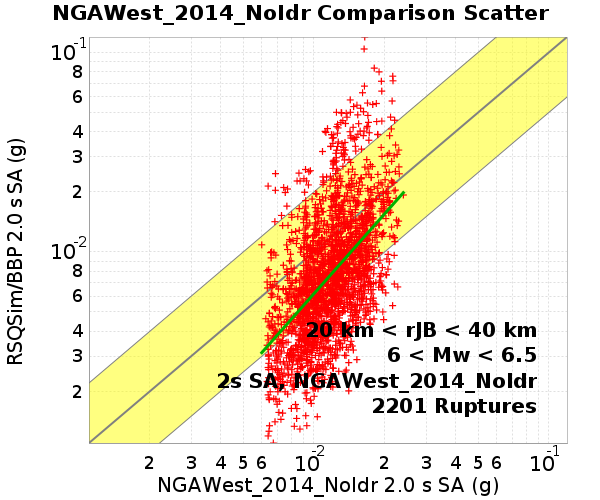 NGAWest_2014_NoIdr Comparison Scatter
10-1
8
6
4
3
2
10-2
8
6
4
3
2
RSQSim/BBP 2.0 s SA (g)
20 km < rJB < 40 km
6 < Mw < 6.5
2s SA, NGAWest_2014_NoIdr
2201 Ruptures
2 3 4 5 6 10-2 2 3 4 5 6 10-1
NGAWest_2014_NoIdr 2.0 s SA (g)